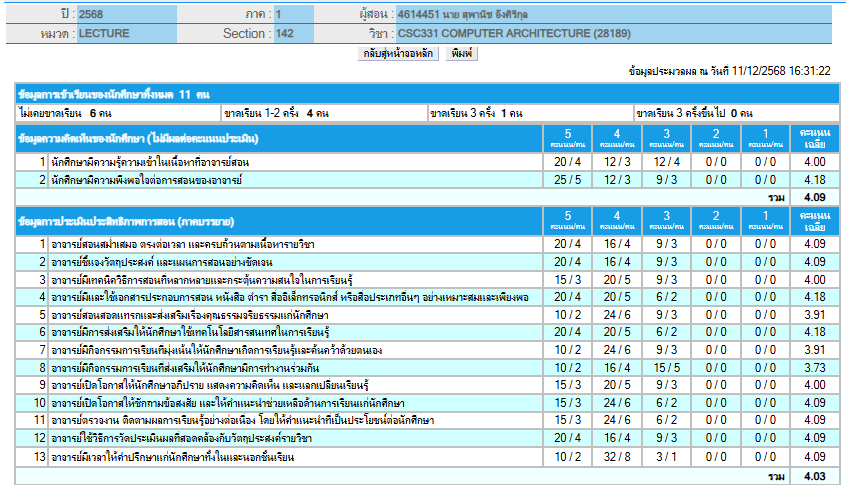 ปี : 2568 ภาค : 1 ผู้สอน : 4614451 นาย สุพานิช อังศิริกุล
หมวด : LECTURE Section : 142 วิชา : CSC331 COMPUTER ARCHITECTURE (28189)
กลับสู่หน้าจอหลัก พิมพ์
ข้อมูลประมวลผล ณ วันที่ 11/12/2568 16:31:22
ข้อมูลการเข้าเรียนของนักศึกษาทั้งหมด 11 คน
ไม่เคยขาดเรียน 6 คน ขาดเรียน 1-2 ครั้ง 4 คน ขาดเรียน 3 ครั้ง 1 คน ขาดเรียน 3 ครั้งขึ้นไป 0 คน
ข้อมูลความคิดเห็นของนักศึกษา (ไม่มีผลต่อคะแนนประเมิน) 5 4 3 2 1 คะแนน
คะแนน/คน คะแนน/คน คะแนน/คน คะแนน/คน คะแนน/คน เฉลี่ย
1 นักศึกษามีความรู้ความเข้าในเนื้อหาที่อาจารย์สอน 20 / 4 12 / 3 12 / 4 0 / 0 0 / 0 4.00
2 นักศึกษามีความพึงพอใจต่อการสอนของอาจารย์ 25 / 5 12 / 3 9 / 3 0 / 0 0 / 0 4.18
รวม 4.09
ข้อมูลการประเมินประสิทธิภาพการสอน (ภาคบรรยาย) 5 4 3 2 1 คะแนน
คะแนน/คน คะแนน/คน คะแนน/คน คะแนน/คน คะแนน/คน เฉลี่ย
1 อาจารย์สอนสม่ำเสมอ ตรงต่อเวลา และครบถ้วนตามเนื้อหารายวิชา 20 / 4 16 / 4 9 / 3 0 / 0 0 / 0 4.09
2 อาจารย์ชี้แจงวัตถุประสงค์ และแผนการสอนอย่างชัดเจน 20 / 4 16 / 4 9 / 3 0 / 0 0 / 0 4.09
3 อาจารย์มีเทคนิควิธีการสอนที่หลากหลายและกระตุ้นความสนใจในการเรียนรู้ 15 / 3 20 / 5 9 / 3 0 / 0 0 / 0 4.00
4 อาจารย์มีและใช้เอกสารประกอบการสอน หนังสือ ตำรา สื่ออิเล็กทรอนิกส์ หรือสื่อประเภทอื่นๆ อย่างเหมาะสมและเพียงพอ 20 / 4 20 / 5 6 / 2 0 / 0 0 / 0 4.18
5 อาจารย์สอนสอดแทรกและส่งเสริมเรื่องคุณธรรมจริยธรรมแก่นักศึกษา 10 / 2 24 / 6 9 / 3 0 / 0 0 / 0 3.91
6 อาจารย์มีการส่งเสริมให้นักศึกษาใช้เทคโนโลยีสารสนเทศในการเรียนรู้ 20 / 4 20 / 5 6 / 2 0 / 0 0 / 0 4.18
7 อาจารย์มีกิจกรรมการเรียนที่มุ่งเน้นให้นักศึกษาเกิดการเรียนรู้และค้นคว้าด้วยตนเอง 10 / 2 24 / 6 9 / 3 0 / 0 0 / 0 3.91
8 อาจารย์มีกิจกรรมการเรียนที่ส่งเสริมให้นักศึกษามีการทำงานร่วมกัน 10 / 2 16 / 4 15 / 5 0 / 0 0 / 0 3.73
9 อาจารย์เปิดโอกาสให้นักศึกษาอภิปราย แสดงความคิดเห็น และแลกเปลี่ยนเรียนรู้ 15 / 3 20 / 5 9 / 3 0 / 0 0 / 0 4.00
10 อาจารย์เปิดโอกาสให้ซักถามข้อสงสัย และให้คำแนะนำช่วยเหลือด้านการเรียนแก่นักศึกษา 15 / 3 24 / 6 6 / 2 0 / 0 0 / 0 4.09
11 อาจารย์ตรวจงาน ติดตามผลการเรียนรู้อย่างต่อเนื่อง โดยให้คำแนะนำที่เป็นประโยชน์ต่อนักศึกษา 15 / 3 24 / 6 6 / 2 0 / 0 0 / 0 4.09
12 อาจารย์ใช้วิธีการวัดประเมินผลที่สอดคล้องกับวัตถุประสงค์รายวิชา 20 / 4 16 / 4 9 / 3 0 / 0 0 / 0 4.09
13 อาจารย์มีเวลาให้คำปรึกษาแก่นักศึกษาทั้งในและนอกชั้นเรียน 10 / 2 32 / 8 3 / 1 0 / 0 0 / 0 4.09
รวม 4.03